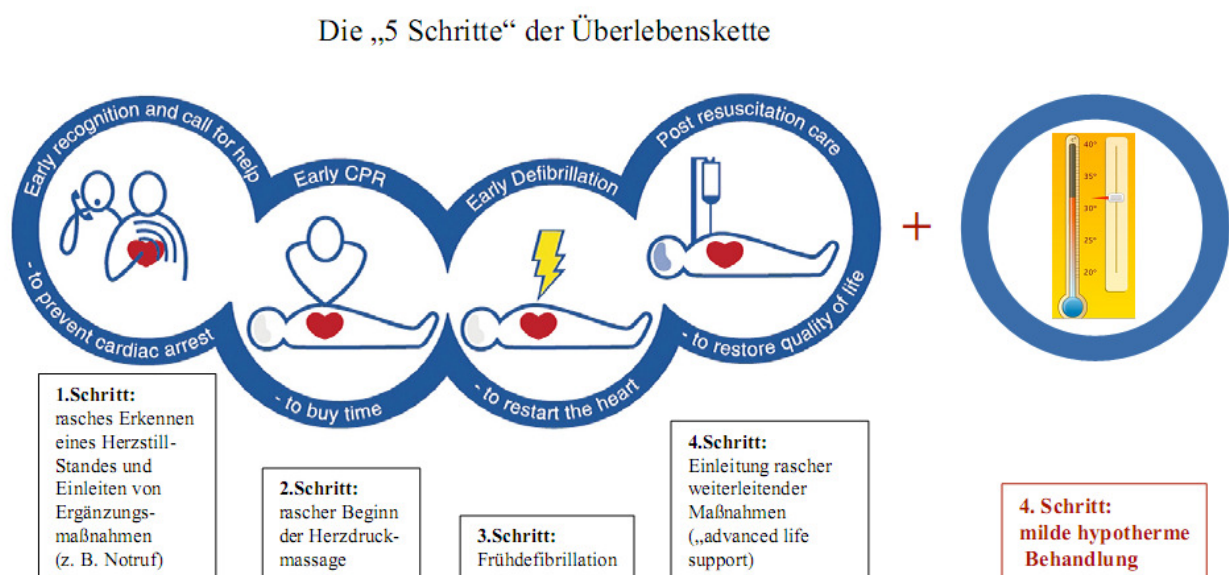 Die „5 Schritte“ der Überlebenskette
Early recognition and call for help
- to prevent cardiac arrest
Early CPR
- to buy time
Early Defibrillation
- to restart the heart
Post resuscitation care
- to restore quality of life
+
40°
35°
30°
25°
20°
1.Schritt:
rasches Erkennen
eines Herzstill-
Standes und
Einleiten von
Ergänzungs-
maßnahmen
(z. B. Notruf)
2.Schritt:
rascher Beginn
der Herzdruck-
massage
3.Schritt:
Frühdefibrillation
4.Schritt:
Einleitung rascher
weiterleitender
Maßnahmen
(„advanced life
support)
4. Schritt:
milde hypotherme
Behandlung